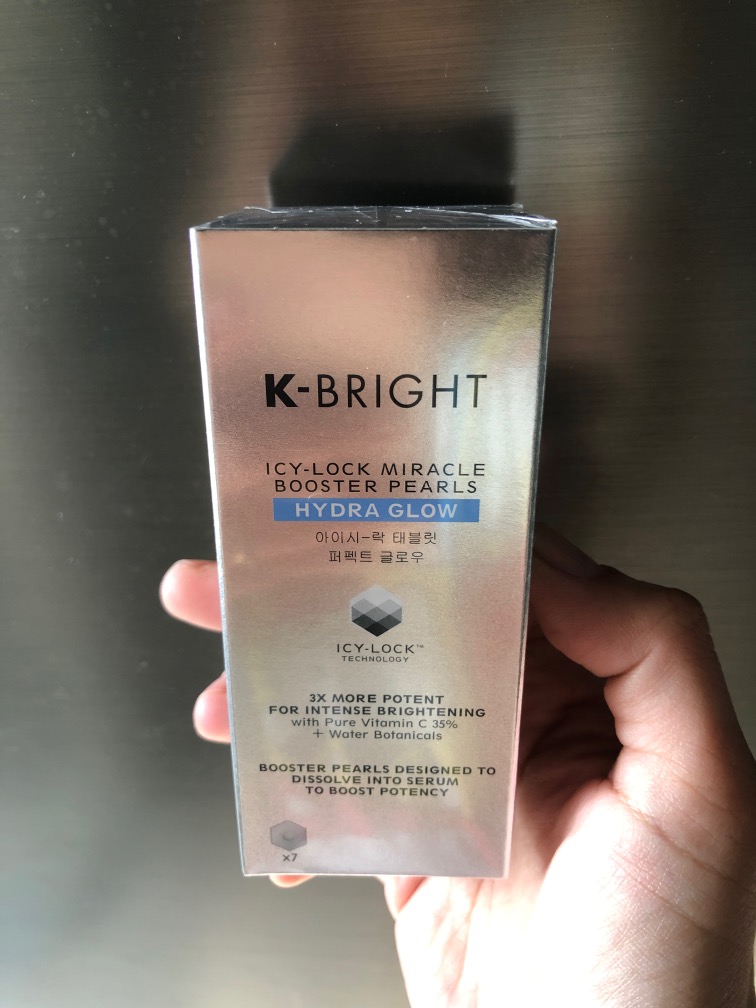 K-BRIGHT
ICY-LOCK MIRACLE
BOOSTER PEARLS
HYDRA GLOW
아이시-락 태블릿
퍼펙트 글로우
ICY-LOCK™
TECHNOLOGY
3X MORE POTENT
FOR INTENSE BRIGHTENING
with Pure Vitamin C 35%
+ Water Botanicals
BOOSTER PEARLS DESIGNED TO
DISSOLVE INTO SERUM
TO BOOST POTENCY
x7